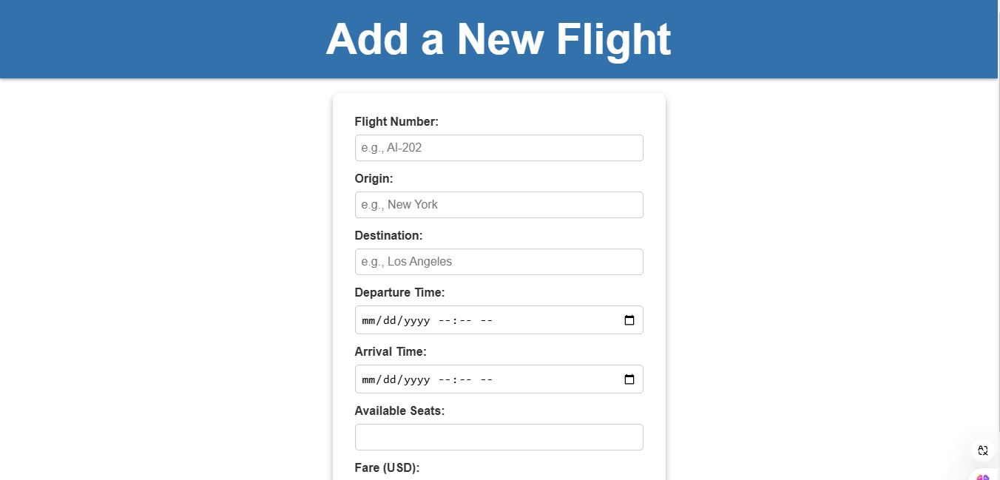 Add a New Flight
Flight Number:
e.g., AI-202
Origin:
e.g., New York
Destination:
e.g., Los Angeles
Departure Time:
mm/dd/yyyy --:-- --
Arrival Time:
mm/dd/yyyy --:-- --
Available Seats:
Fare (USD):